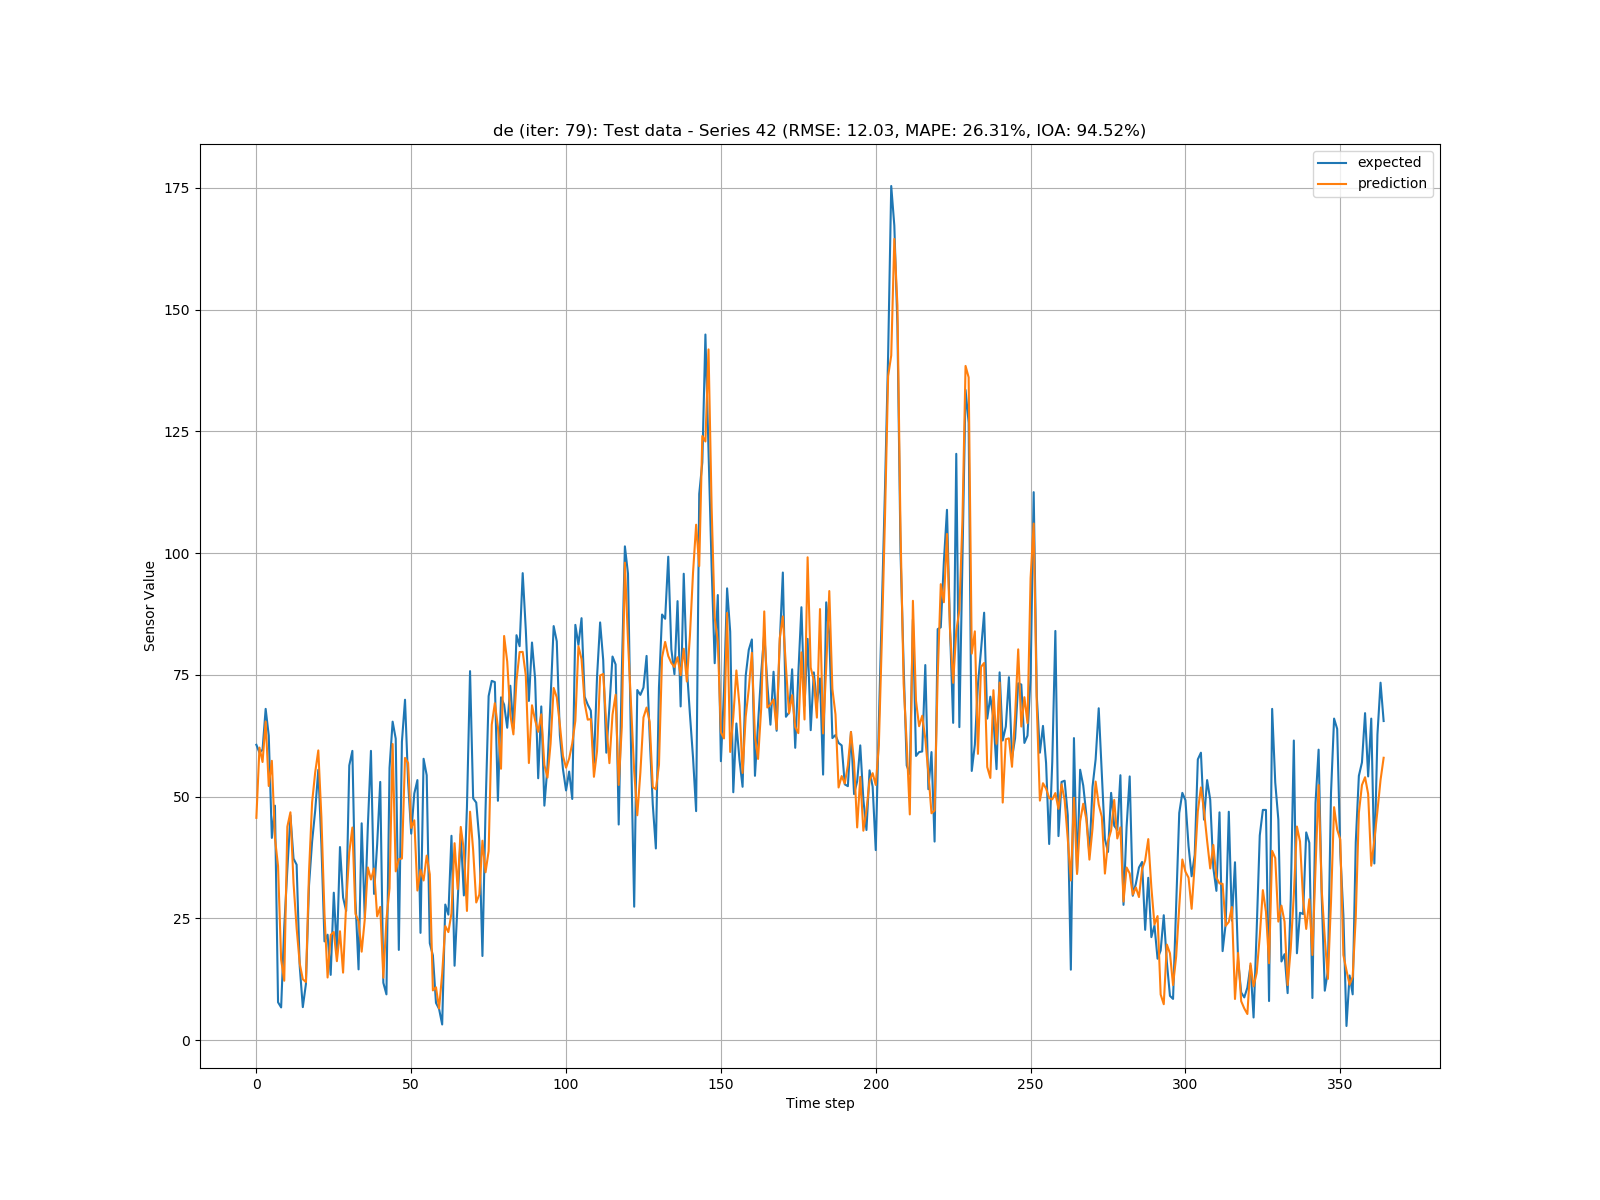 de (iter: 79): Test data - Series 42 (RMSE: 12.03, MAPE: 26.31%, IOA: 94.52%)
expected
prediction
175
150
125
100
75
50
25
0
Sensor Value
0 50 100 150 200 250 300 350
Time step